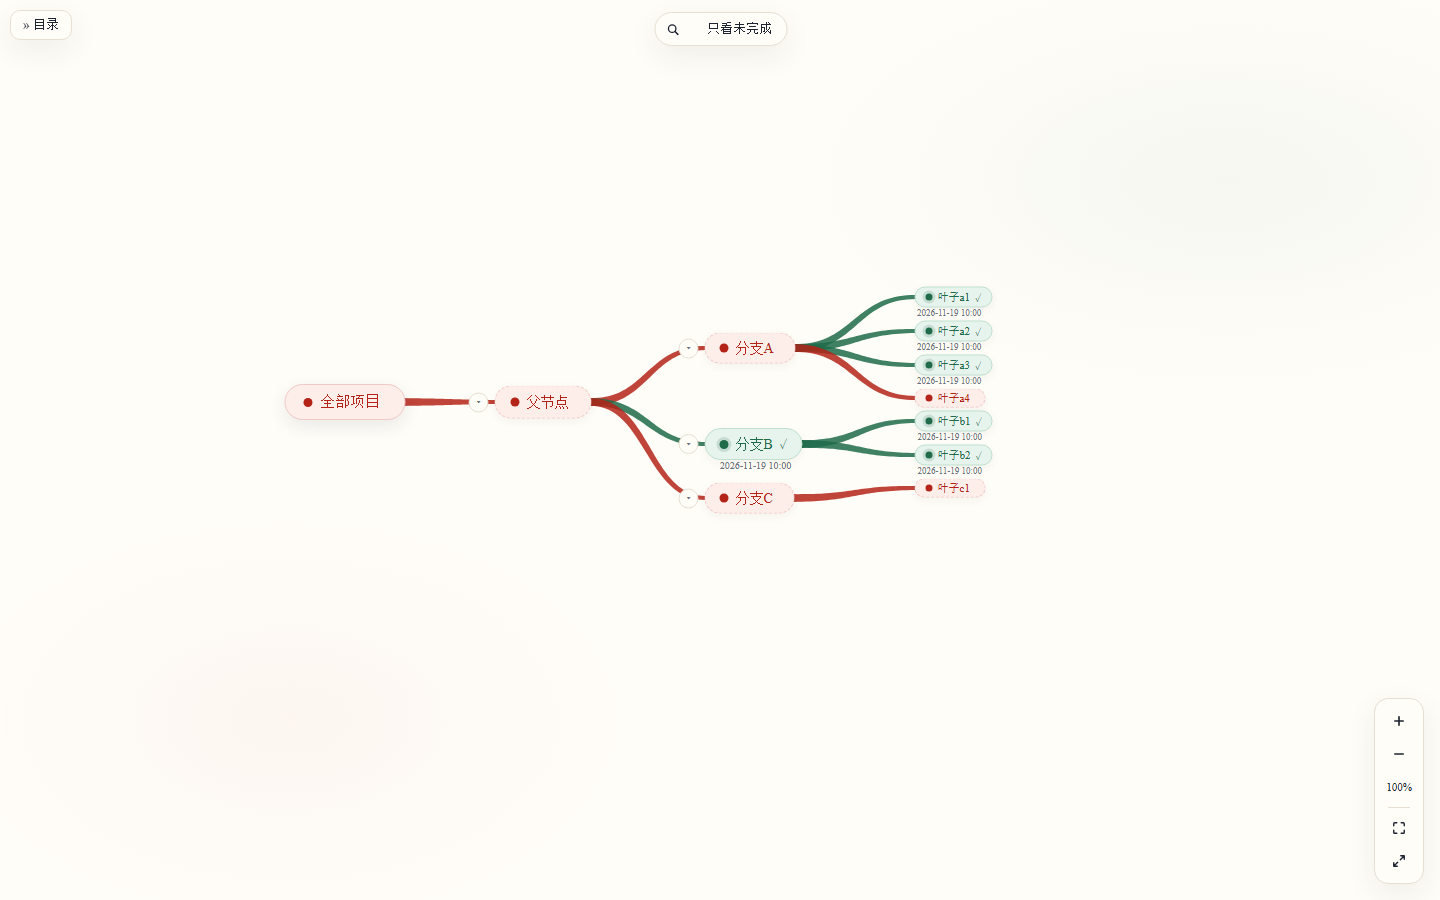 » 目录
只看未完成
全部项目
父节点
分支A
分支B ✓
2026-11-19 10:00
分支C
叶子a1 ✓
2026-11-19 10:00
叶子a2 ✓
2026-11-19 10:00
叶子a3 ✓
2026-11-19 10:00
叶子a4
叶子b1 ✓
2026-11-19 10:00
叶子b2 ✓
2026-11-19 10:00
叶子c1
+
−
100%